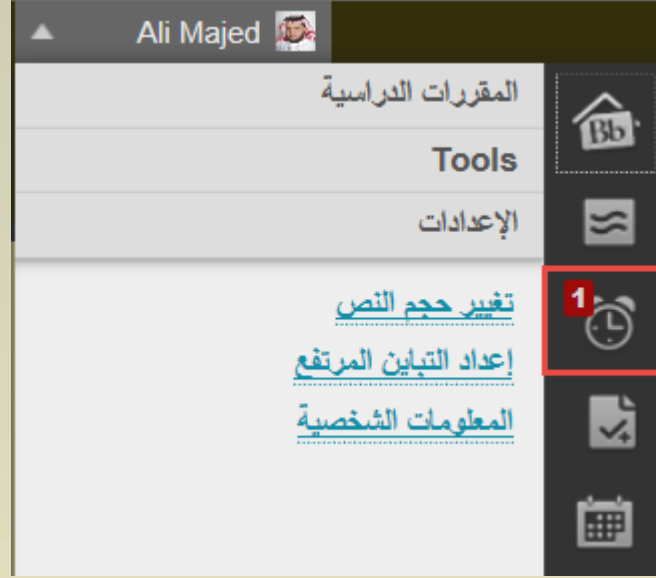 Ali Majed
المقررات الدراسية
Bb
Tools
الإعدادات
1
تغيير حجم النص
إعداد التباين المرتفع
المعلومات الشخصية